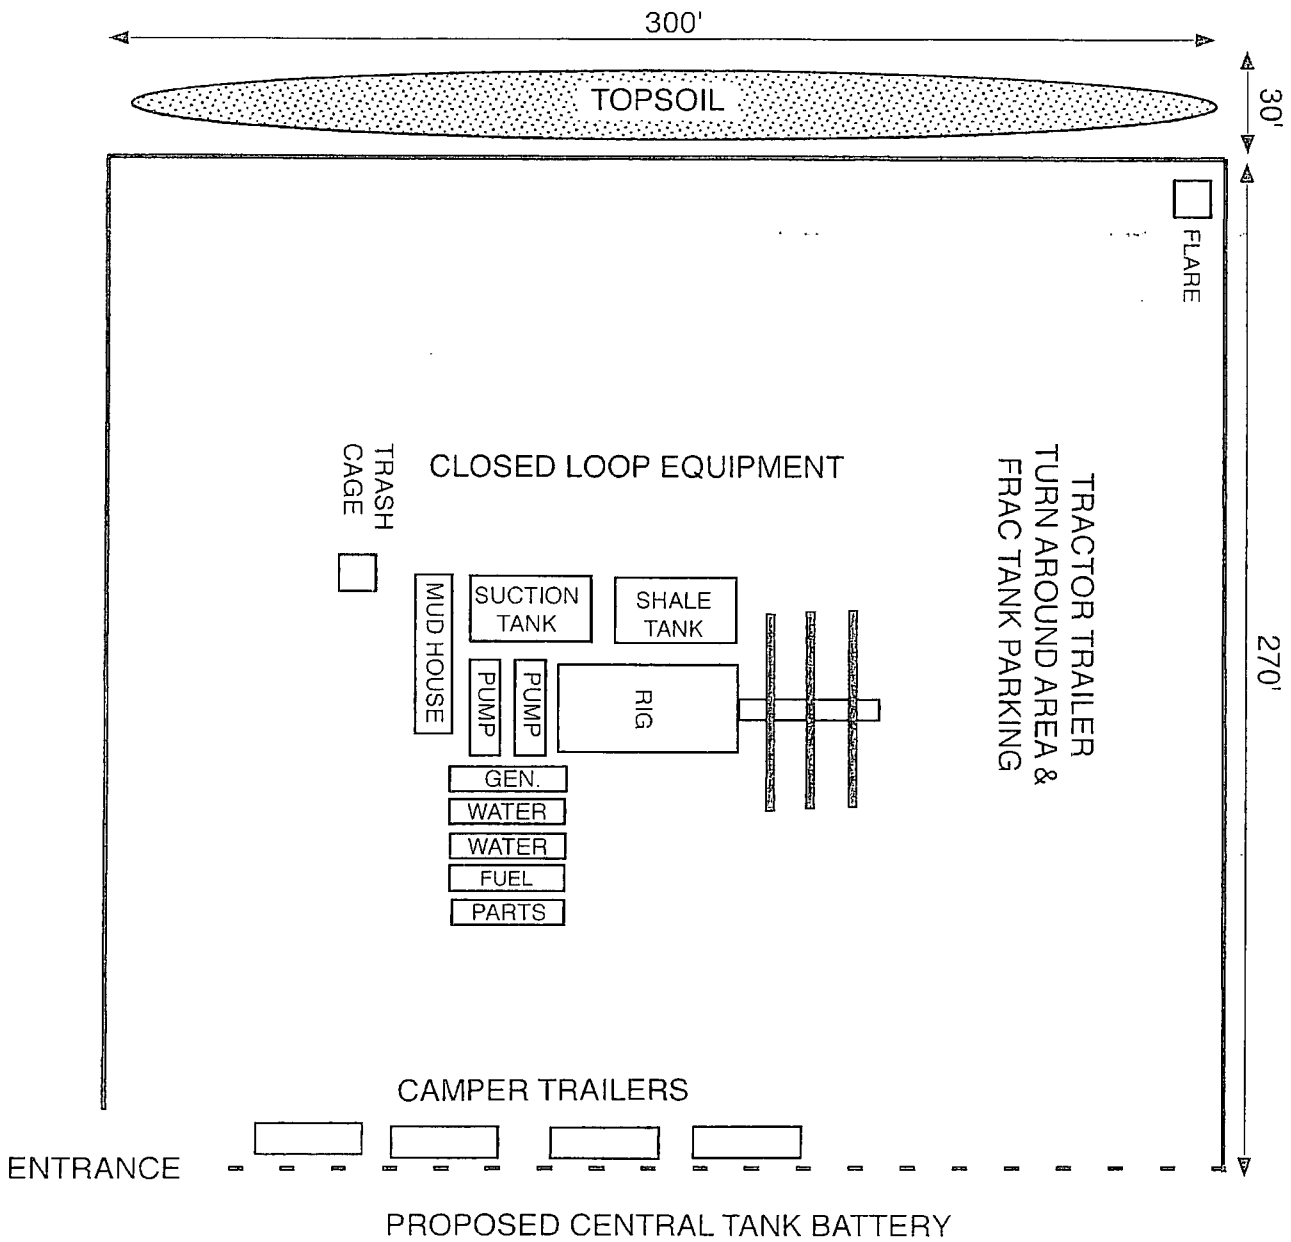 300'
TOPSOIL
30'
FLARE
270'
TRASH
CAGE
CLOSED LOOP EQUIPMENT
TRACTOR TRAILER
TURN AROUND AREA &
FRAC TANK PARKING
MUD HOUSE
SUCTION
TANK
SHALE
TANK
PUMP
PUMP
RIG
GEN.
WATER
WATER
FUEL
PARTS
CAMPER TRAILERS
ENTRANCE
PROPOSED CENTRAL TANK BATTERY